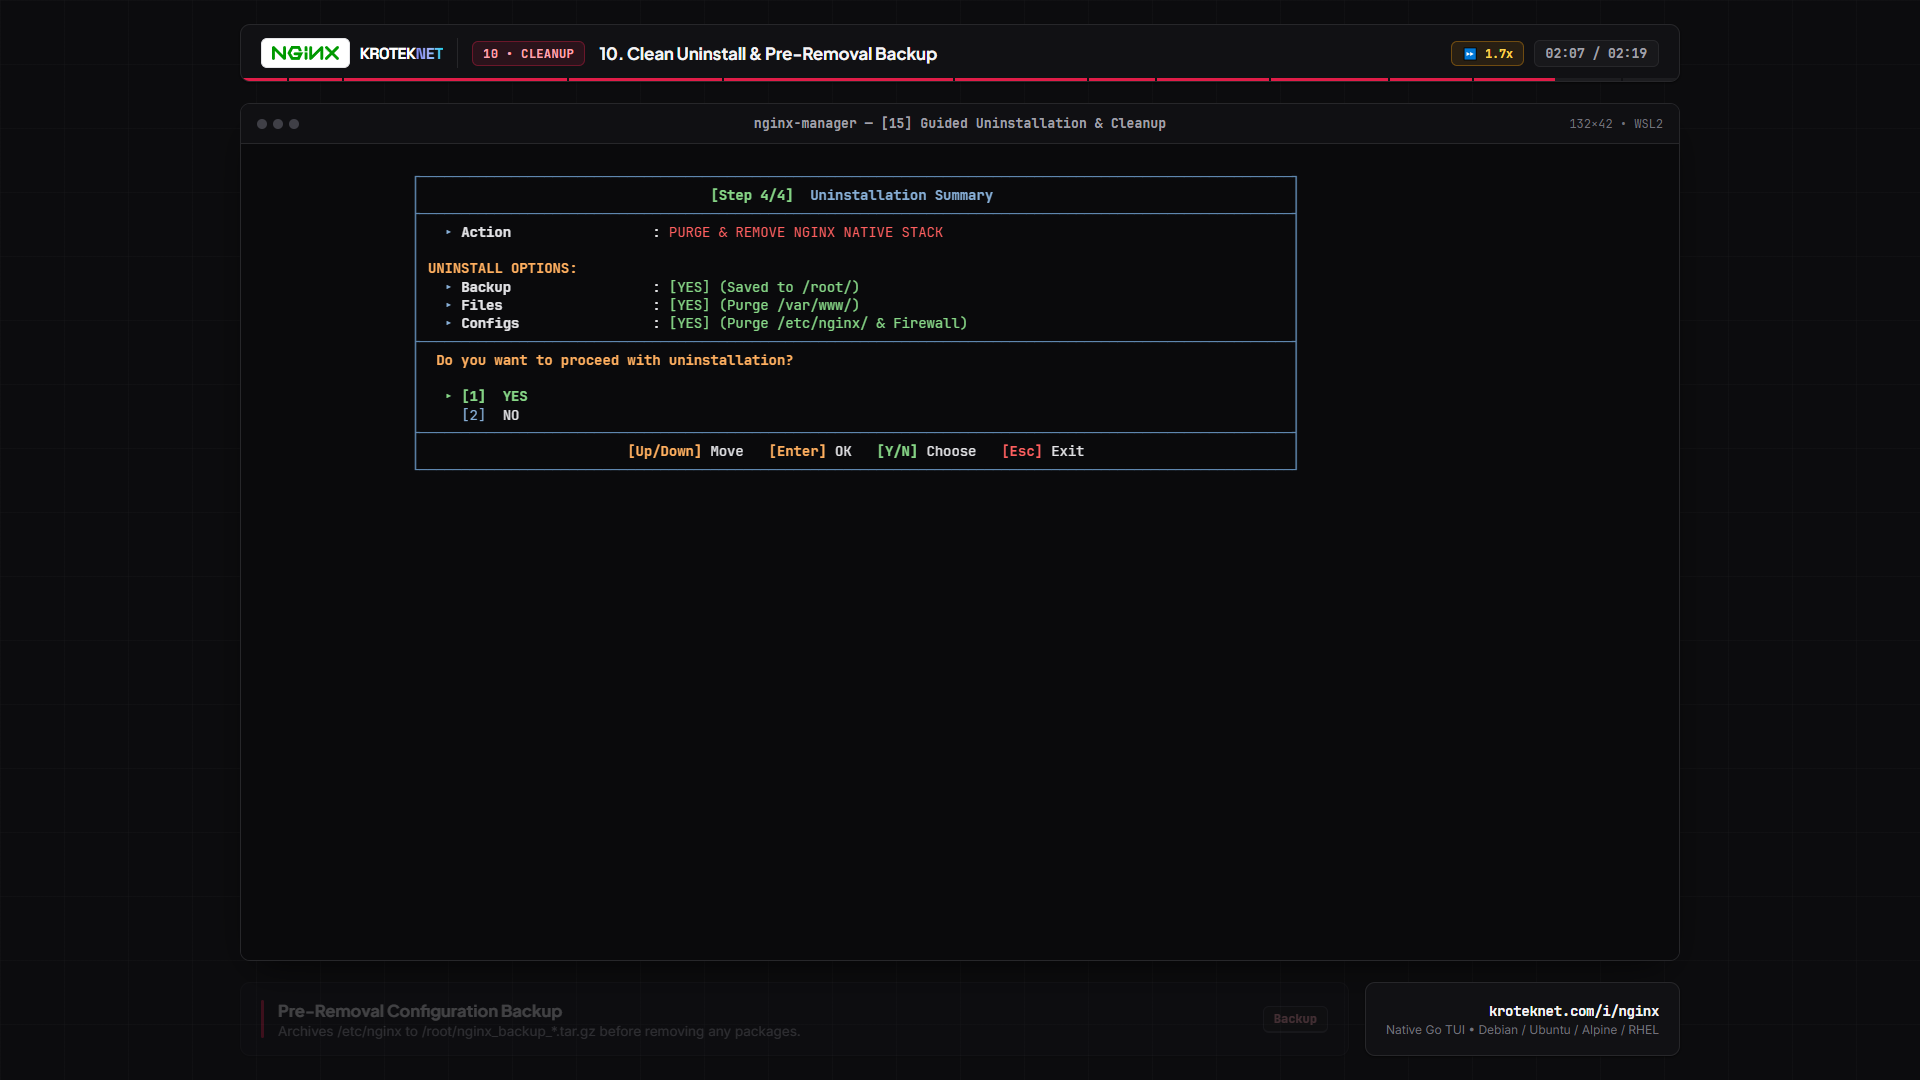 NGINX KROTEKNET 10 • CLEANUP 10. Clean Uninstall & Pre-Removal Backup 1.7x 02:07 / 02:19
nginx-manager — [15] Guided Uninstallation & Cleanup 132×42 • WSL2
[Step 4/4] Uninstallation Summary
▸ Action : PURGE & REMOVE NGINX NATIVE STACK
UNINSTALL OPTIONS:
▸ Backup : [YES] (Saved to /root/)
▸ Files : [YES] (Purge /var/www/)
▸ Configs : [YES] (Purge /etc/nginx/ & Firewall)
Do you want to proceed with uninstallation?
▸ [1] YES
[2] NO
[Up/Down] Move [Enter] OK [Y/N] Choose [Esc] Exit
Pre-Removal Configuration Backup
Archives /etc/nginx to /root/nginx_backup_*.tar.gz before removing any packages.
Backup
kroteknet.com/i/nginx
Native Go TUI • Debian / Ubuntu / Alpine / RHEL